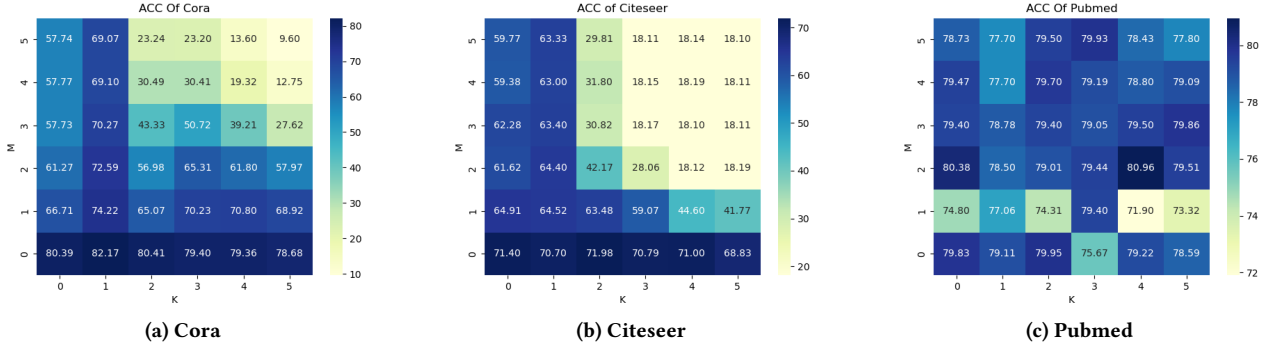 ACC Of Cora
5 57.74 69.07 23.24 23.20 13.60 9.60
4 57.77 69.10 30.49 30.41 19.32 12.75
3 57.73 70.27 43.33 50.72 39.21 27.62
M
2 61.27 72.59 56.98 65.31 61.80 57.97
1 66.71 74.22 65.07 70.23 70.80 68.92
0 80.39 82.17 80.41 79.40 79.36 78.68
0 1 2 3 4 5
K
80
70
60
50
40
30
20
10
(a) Cora
ACC of Citeseer
5 59.77 63.33 29.81 18.11 18.14 18.10
4 59.38 63.00 31.80 18.15 18.19 18.11
3 62.28 63.40 30.82 18.17 18.10 18.11
M
2 61.62 64.40 42.17 28.06 18.12 18.19
1 64.91 64.52 63.48 59.07 44.60 41.77
0 71.40 70.70 71.98 70.79 71.00 68.83
0 1 2 3 4 5
K
70
60
50
40
30
20
(b) Citeseer
ACC Of Pubmed
5 78.73 77.70 79.50 79.93 78.43 77.80
4 79.47 77.70 79.70 79.19 78.80 79.09
3 79.40 78.78 79.40 79.05 79.50 79.86
M
2 80.38 78.50 79.01 79.44 80.96 79.51
1 74.80 77.06 74.31 79.40 71.90 73.32
0 79.83 79.11 79.95 75.67 79.22 78.59
0 1 2 3 4 5
K
80
78
76
74
72
(c) Pubmed